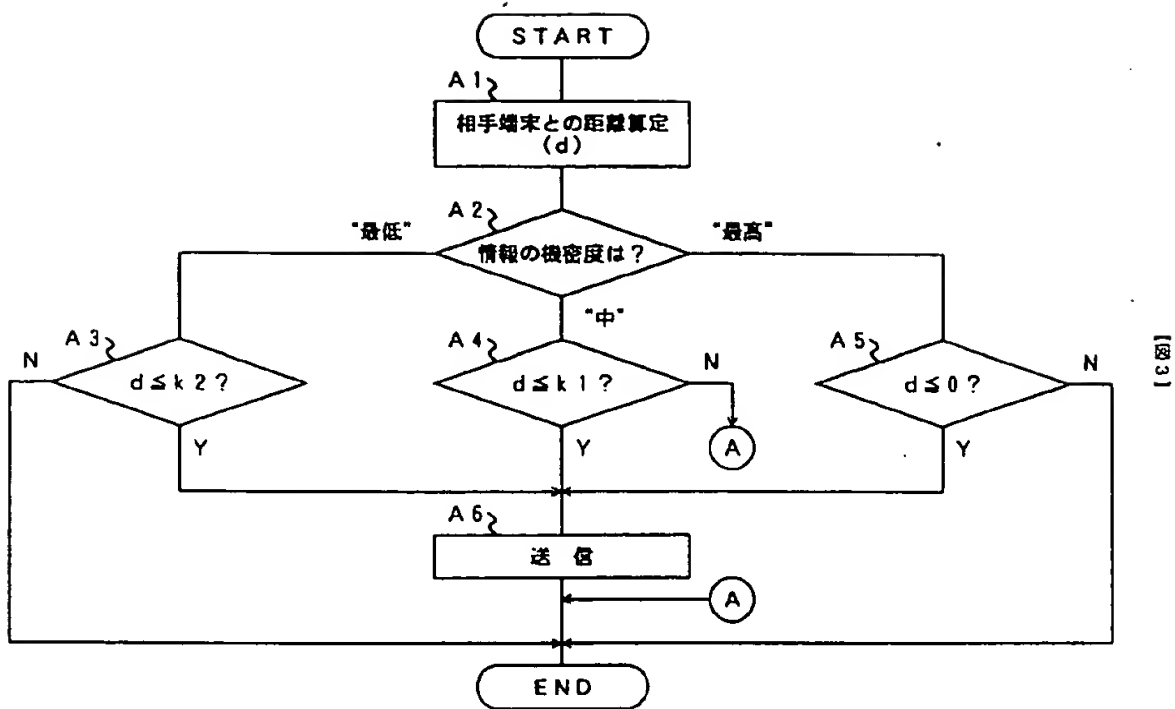 START
A1
相手端末との距離算定
(d)
A2
"最低"
情報の機密度は?
"最高"
"中"
A3
N
d≦k2?
Y
A4
d≦k1?
N
A
Y
A5
d≦0?
N
Y
A6
送 信
A
END
【図3】